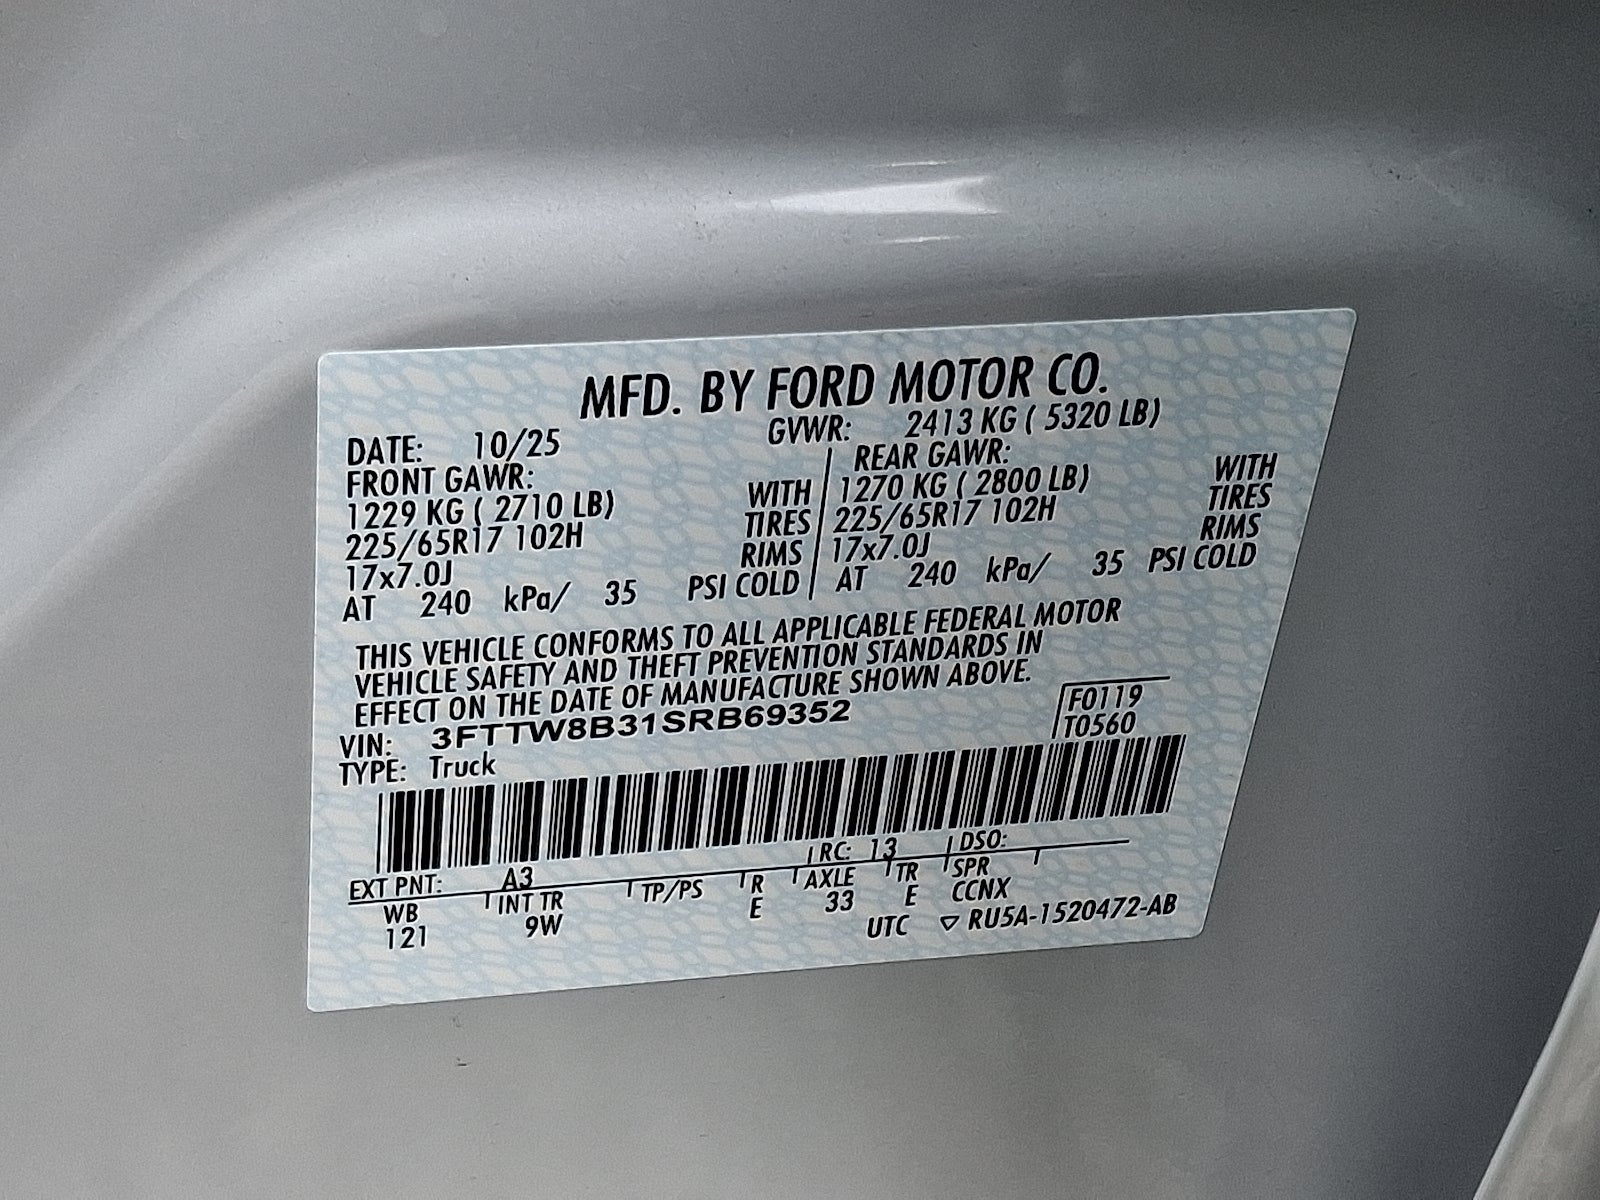 MFD. BY FORD MOTOR CO.
DATE: 10/25 GVWR: 2413 KG ( 5320 LB)
FRONT GAWR: REAR GAWR:
1229 KG ( 2710 LB) WITH 1270 KG ( 2800 LB) WITH
225/65R17 102H TIRES 225/65R17 102H TIRES
17x7.0J RIMS 17x7.0J RIMS
AT 240 kPa/ 35 PSI COLD AT 240 kPa/ 35 PSI COLD
THIS VEHICLE CONFORMS TO ALL APPLICABLE FEDERAL MOTOR
VEHICLE SAFETY AND THEFT PREVENTION STANDARDS IN
EFFECT ON THE DATE OF MANUFACTURE SHOWN ABOVE.
VIN: 3FTTW8B31SRB69352 F0119
TYPE: Truck T0560
EXT PNT: A3 RC: 13 DSO:
WB INT TR TP/PS R AXLE TR SPR
121 9W E 33 E CCNX
UTC ▽ RU5A-1520472-AB